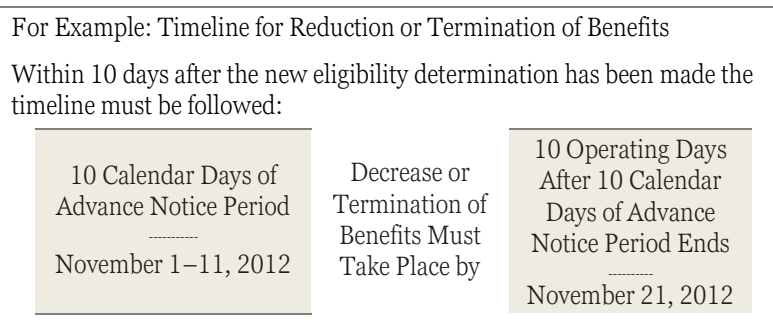 For Example: Timeline for Reduction or Termination of Benefits
Within 10 days after the new eligibility determination has been made the
timeline must be followed:
10 Calendar Days of
Advance Notice Period
-----------
November 1–11, 2012
Decrease or
Termination of
Benefits Must
Take Place by
10 Operating Days
After 10 Calendar
Days of Advance
Notice Period Ends
----------
November 21, 2012